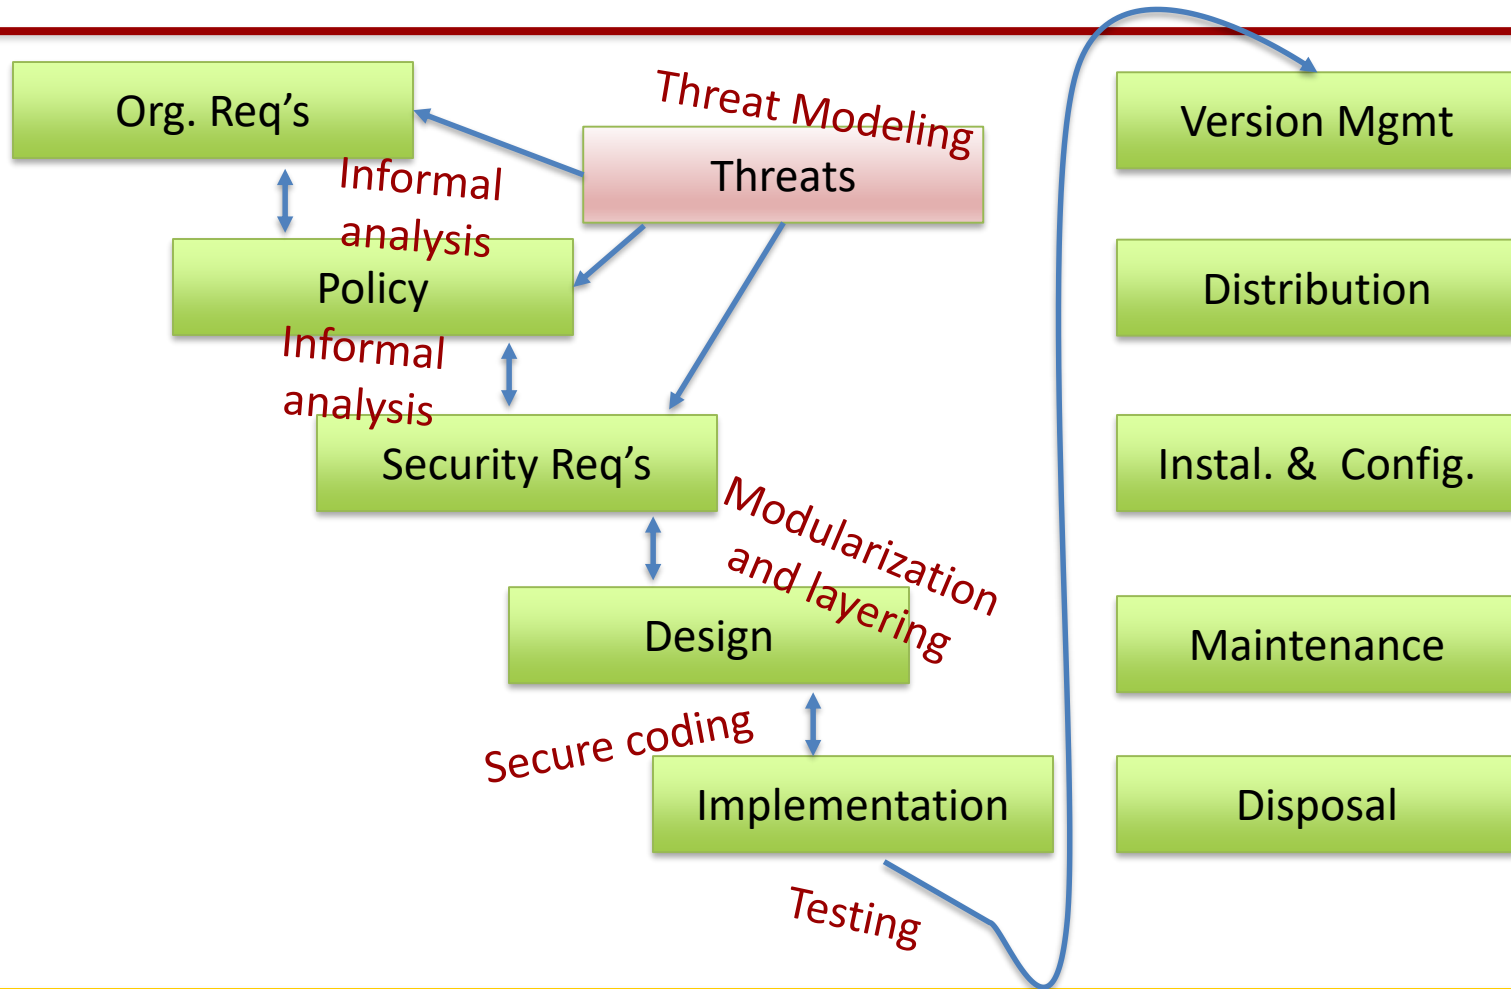 Org. Req's
Threat Modeling
Threats
Informal
analysis
Policy
Informal
analysis
Security Req's
Modularization
and layering
Design
Secure coding
Implementation
Testing
Version Mgmt
Distribution
Instal. & Config.
Maintenance
Disposal